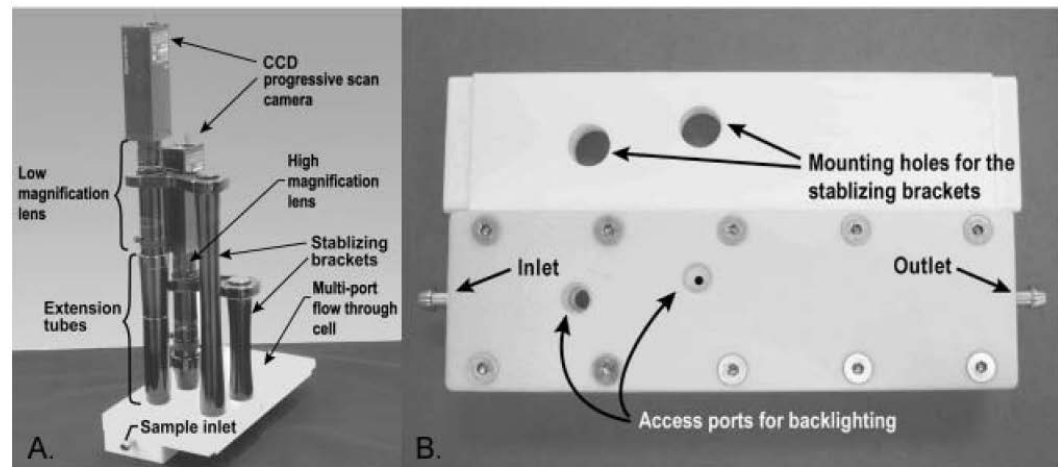 CCD
progressive scan
camera
High
magnification
lens
Low
magnification
lens
Stablizing
brackets
Extension
tubes
Multi-port
flow through
cell
Sample inlet
A.
Mounting holes for the
stablizing brackets
Inlet
Outlet
Access ports for backlighting
B.